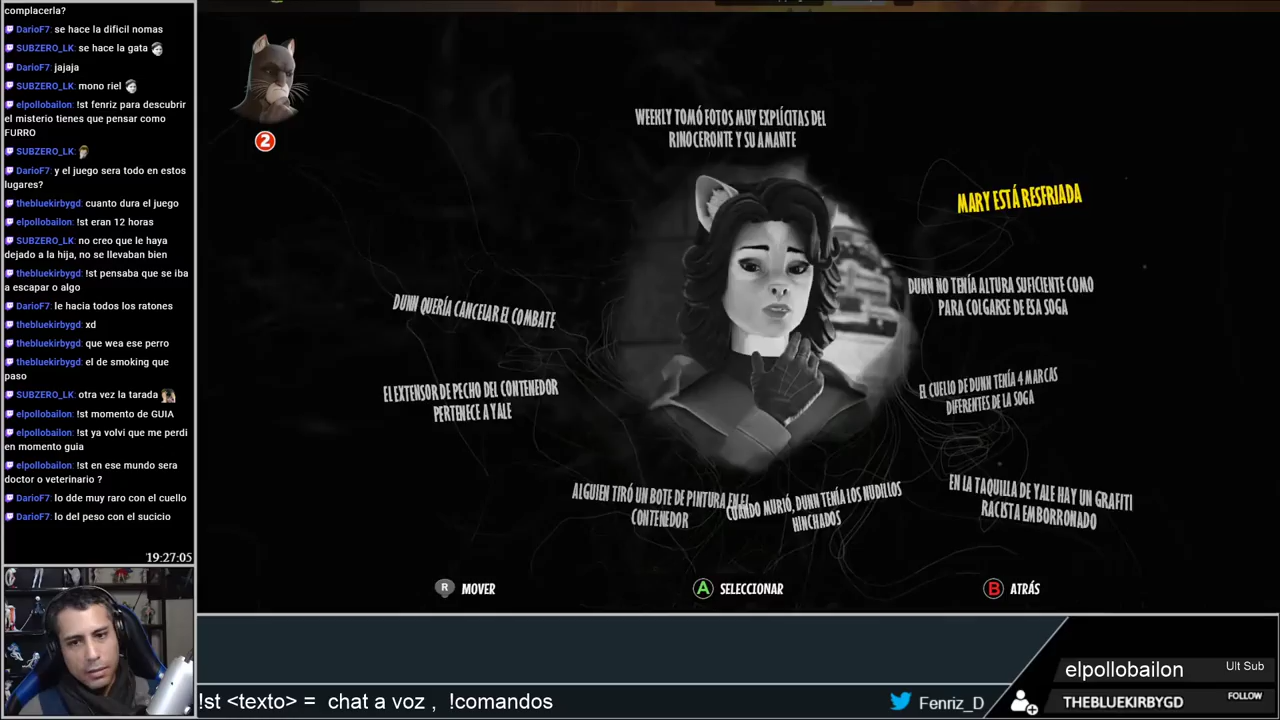 complacerla?
DarioF7: se hace la dificil nomas
SUBZERO_LK: se hace la gata
DarioF7: jajaja
SUBZERO_LK: mono riel
elpollobailon: !st fenriz para descubrir
el misterio tienes que pensar como
FURRO
SUBZERO_LK:
DarioF7: y el juego sera todo en estos
lugares?
thebluekirbygd: cuanto dura el juego
elpollobailon: !st eran 12 horas
SUBZERO_LK: no creo que le haya
dejado a la hija, no se llevaban bien
thebluekirbygd: !st pensaba que se iba
a escapar o algo
DarioF7: le hacia todos los ratones
thebluekirbygd: xd
thebluekirbygd: que wea ese perro
thebluekirbygd: el de smoking que
paso
SUBZERO_LK: otra vez la tarada
elpollobailon: !st momento de GUIA
elpollobailon: !st ya volvi que me perdi
en momento guia
elpollobailon: !st en ese mundo sera
doctor o veterinario ?
DarioF7: lo dde muy raro con el cuello
DarioF7: lo del peso con el sucicio
19:27:05
2
WEEKLY TOMÓ FOTOS MUY EXPLÍCITAS DEL
RINOCERONTE Y SU AMANTE
MARY ESTÁ RESFRIADA
DUNN NO TENÍA ALTURA SUFICIENTE COMO
PARA COLGARSE DE ESA SOGA
DUNN QUERÍA CANCELAR EL COMBATE
EL EXTENSOR DE PECHO DEL CONTENEDOR
PERTENECE A YALE
EL CUELLO DE DUNN TENÍA 4 MARCAS
DIFERENTES DE LA SOGA
ALGUIEN TIRÓ UN BOTE DE PINTURA EN EL
CONTENEDOR
CUANDO MURIÓ, DUNN TENÍA LOS NUDILLOS
HINCHADOS
EN LA TAQUILLA DE YALE HAY UN GRAFITI
RACISTA EMBORRONADO
R MOVER
A SELECCIONAR
B ATRÁS
!st <texto> = chat a voz , !comandos
Fenriz_D
elpollobailon Ult Sub
THEBLUEKIRBYGD FOLLOW